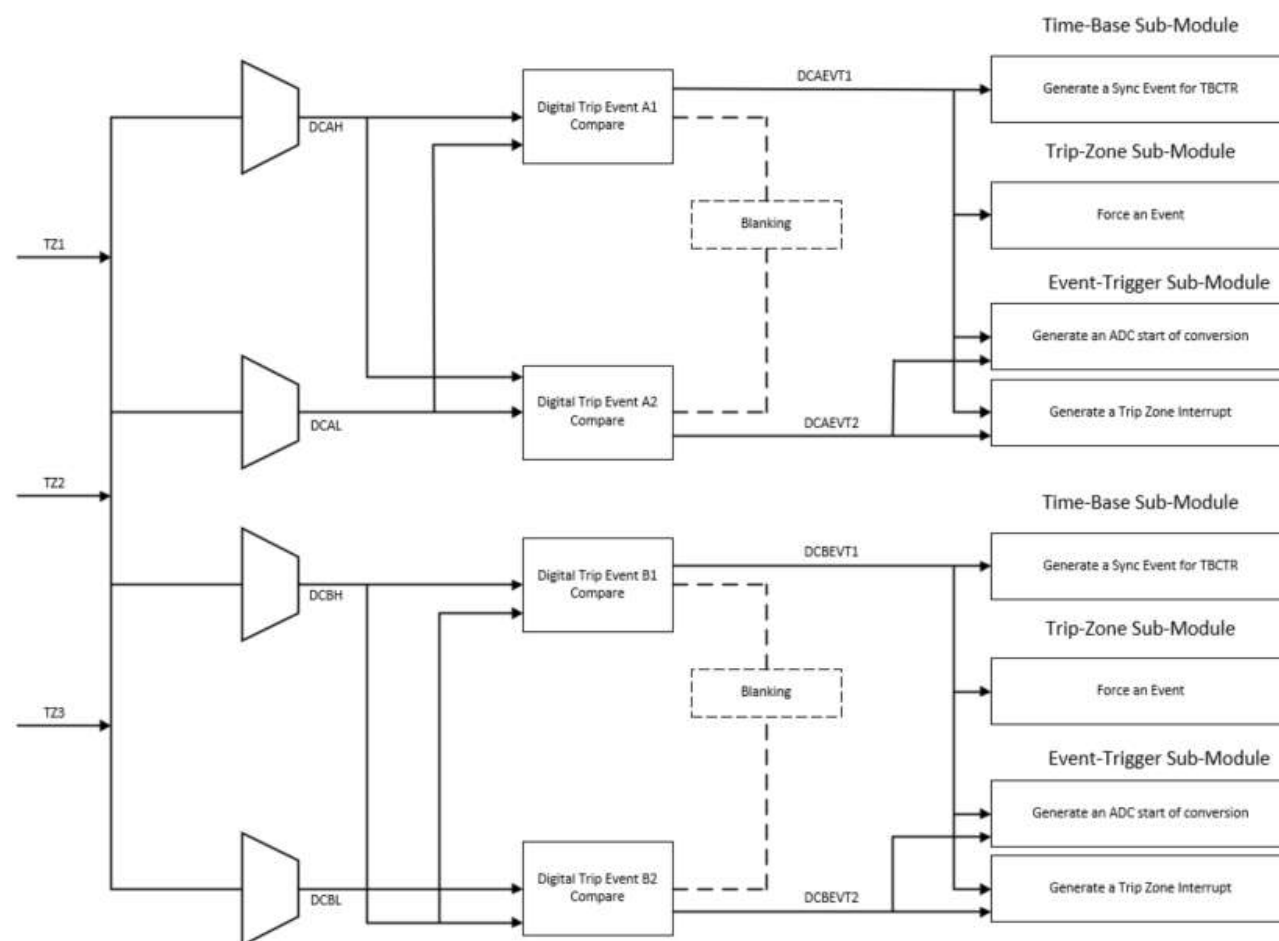 Time-Base Sub-Module
DCAEVT1
Generate a Sync Event for TBCTR
Digital Trip Event A1
Compare
DCAH
Trip-Zone Sub-Module
Force an Event
Blanking
TZ1
Event-Trigger Sub-Module
Generate an ADC start of conversion
Digital Trip Event A2
Compare
DCAL
DCAEVT2
Generate a Trip Zone Interrupt
TZ2
Time-Base Sub-Module
DCBEVT1
Generate a Sync Event for TBCTR
Digital Trip Event B1
Compare
DCBH
Trip-Zone Sub-Module
Force an Event
Blanking
TZ3
Event-Trigger Sub-Module
Generate an ADC start of conversion
Digital Trip Event B2
Compare
DCBL
DCBEVT2
Generate a Trip Zone Interrupt